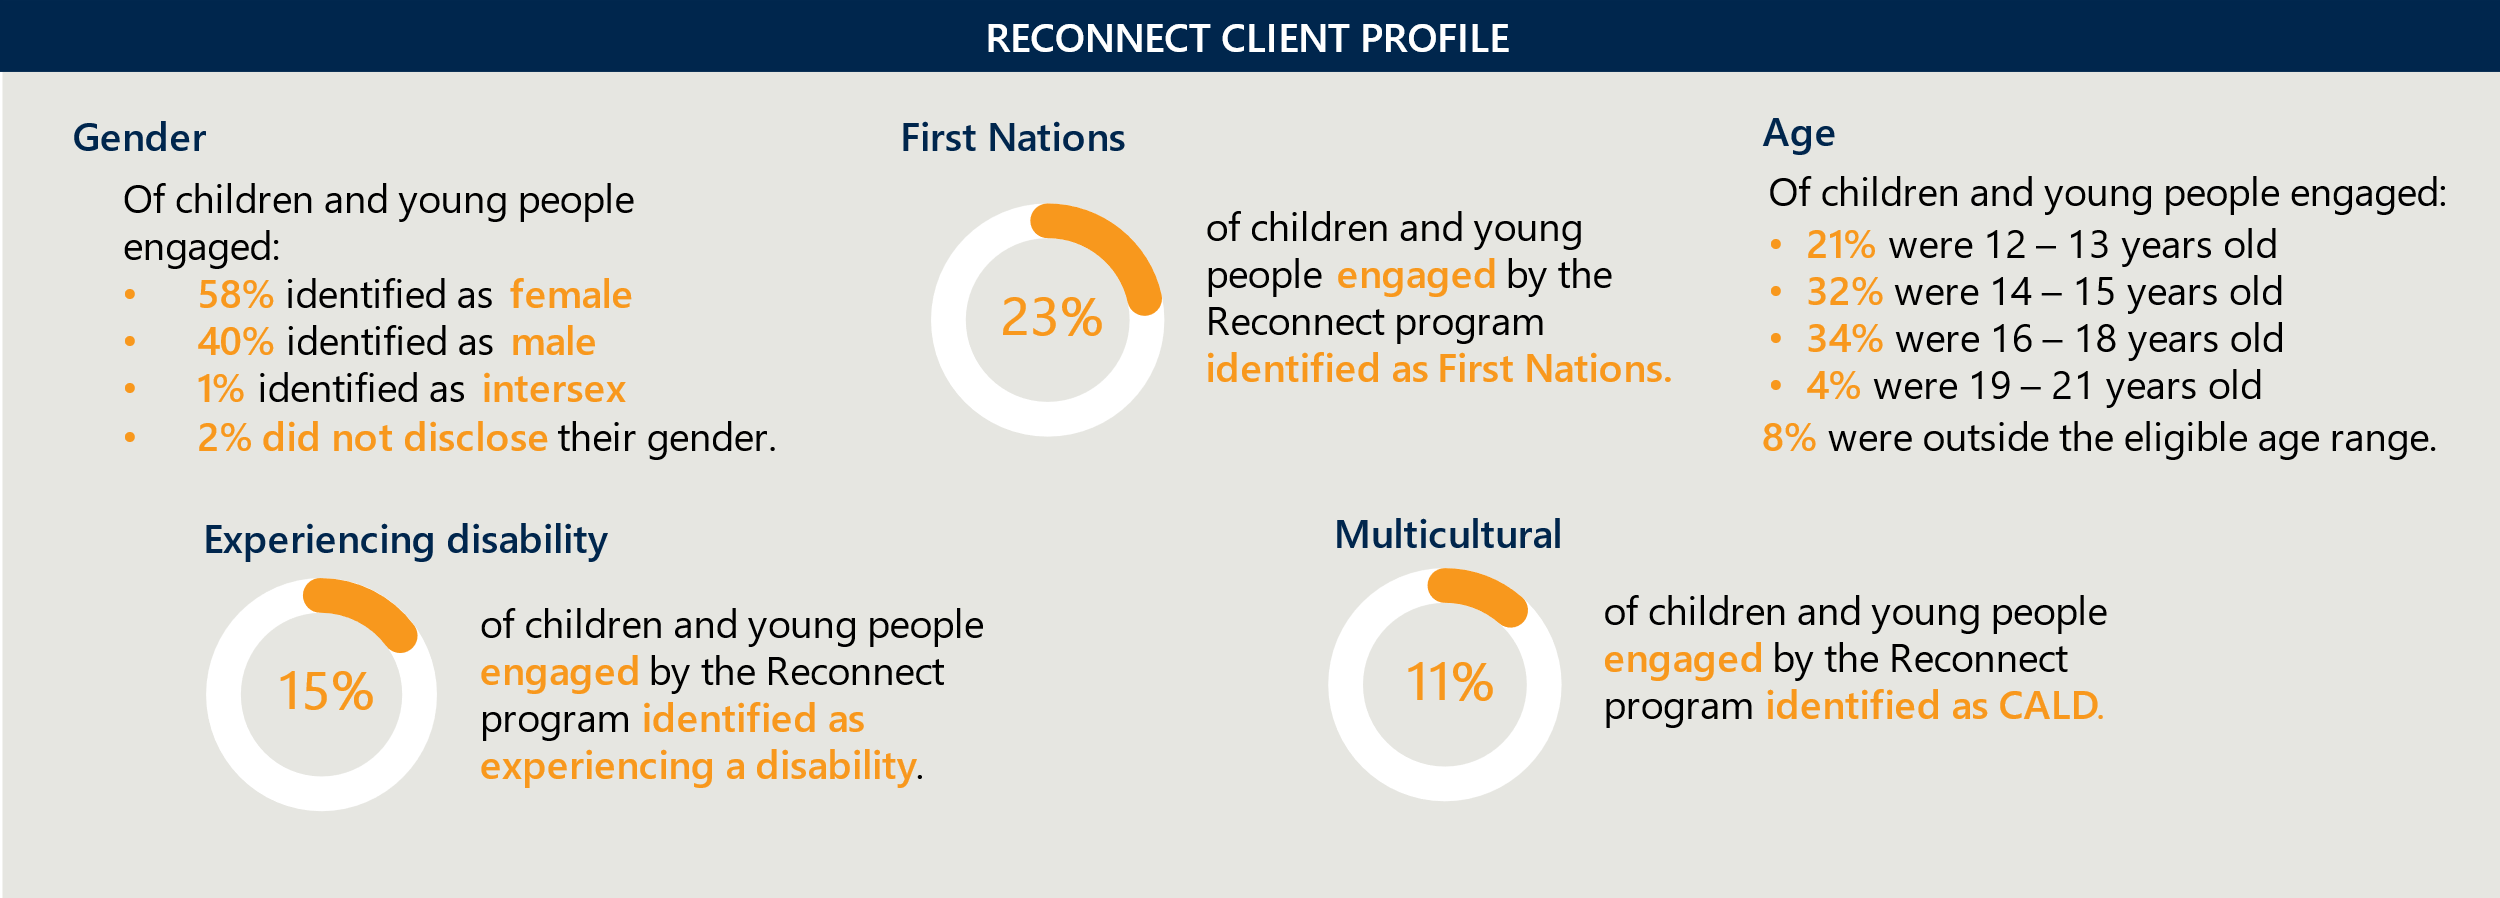 RECONNECT CLIENT PROFILE
Gender
Of children and young people
engaged:
• 58% identified as female
• 40% identified as male
• 1% identified as intersex
• 2% did not disclose their gender.
First Nations
23%
of children and young
people engaged by the
Reconnect program
identified as First Nations.
Age
Of children and young people engaged:
• 21% were 12 – 13 years old
• 32% were 14 – 15 years old
• 34% were 16 – 18 years old
• 4% were 19 – 21 years old
8% were outside the eligible age range.
Experiencing disability
15%
of children and young people
engaged by the Reconnect
program identified as
experiencing a disability.
Multicultural
11%
of children and young people
engaged by the Reconnect
program identified as CALD.